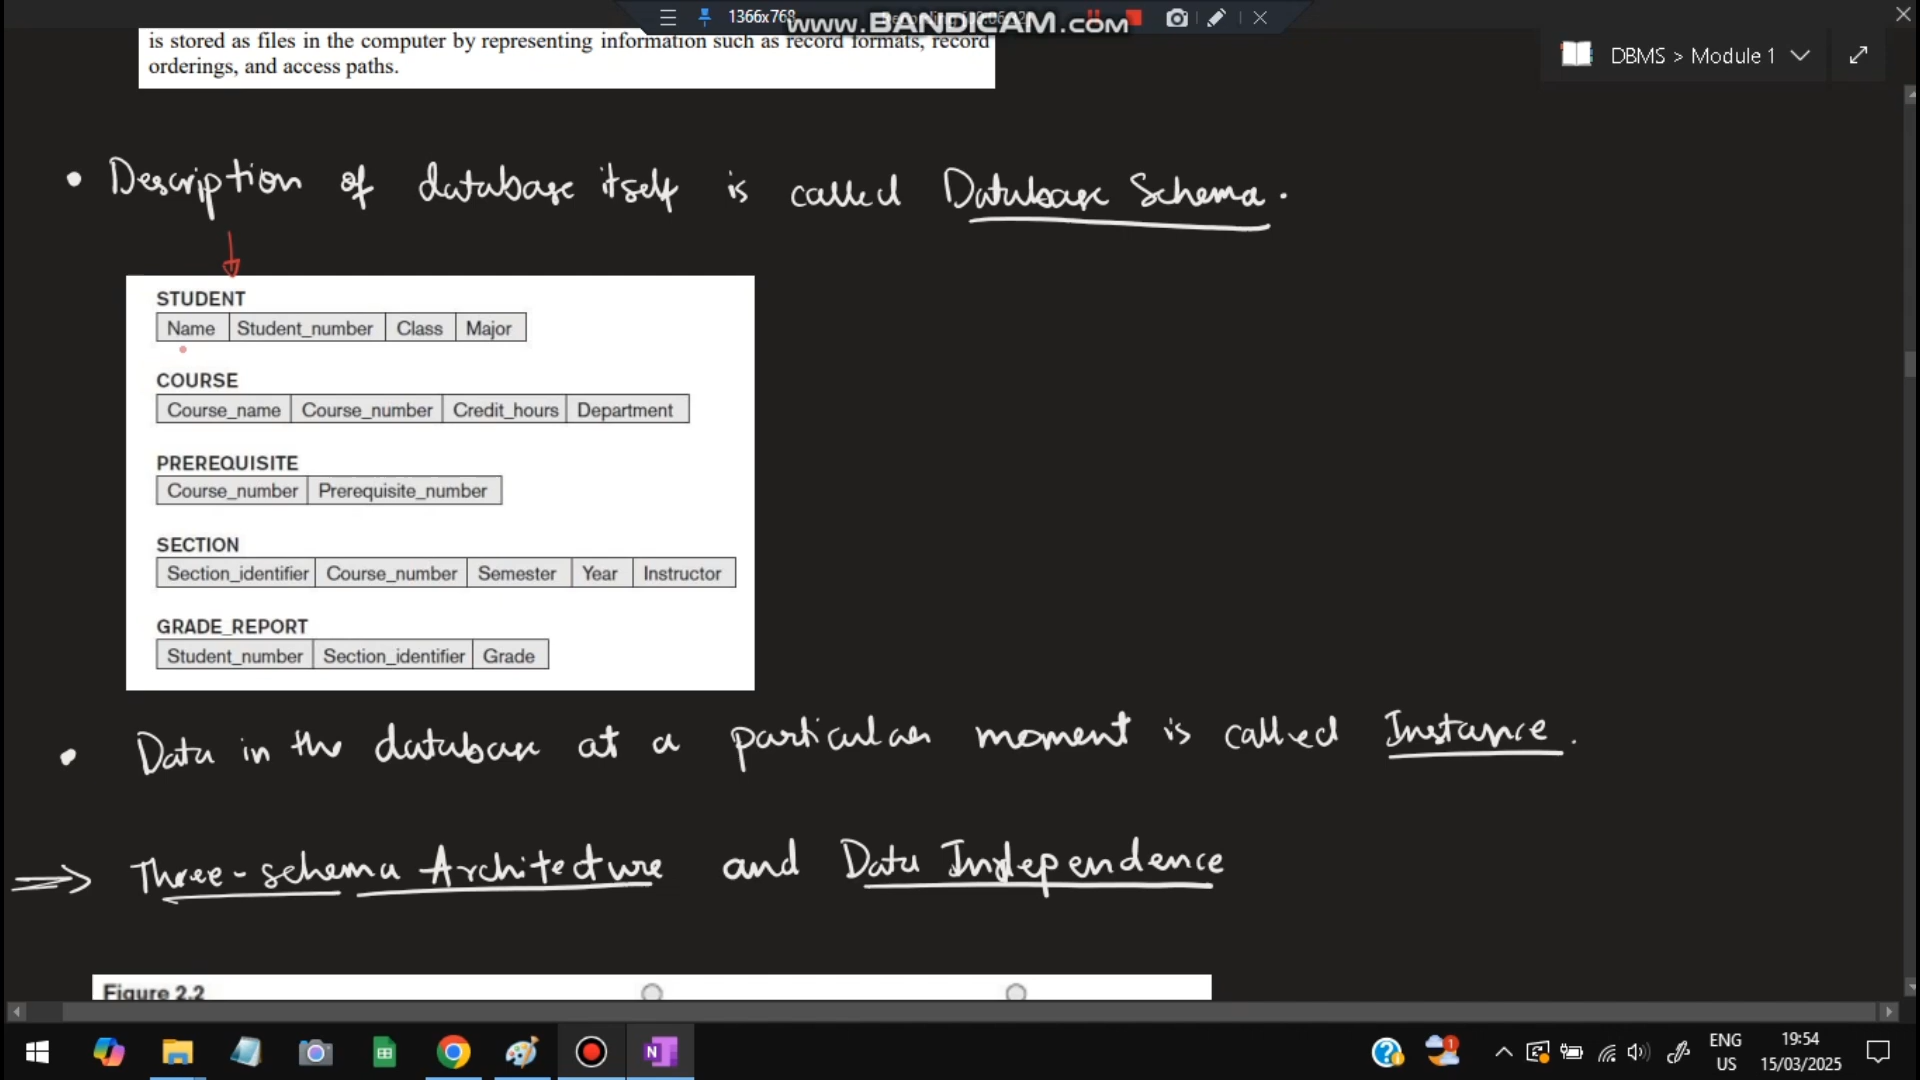 1366x768
www.BANDICAM.com
is stored as files in the computer by representing information such as record formats, record
orderings, and access paths.
DBMS > Module 1
• Description of database itself is called Database Schema.
STUDENT
Name Student_number Class Major
COURSE
Course_name Course_number Credit_hours Department
PREREQUISITE
Course_number Prerequisite_number
SECTION
Section_identifier Course_number Semester Year Instructor
GRADE_REPORT
Student_number Section_identifier Grade
• Data in the database at a particular moment is called Instance.
⇒ Three-schema Architecture and Data Independence
Figure 2.2
ENG
US
19:54
15/03/2025